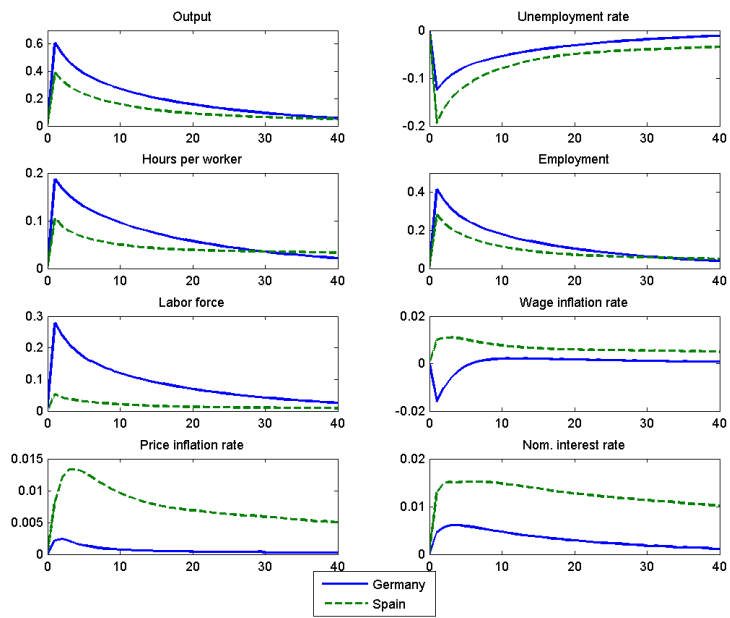 Output
Unemployment rate
0.6
0.4
0.2
0
0 10 20 30 40
0
-0.1
-0.2
0 10 20 30 40
Hours per worker
Employment
0.2
0.1
0
0 10 20 30 40
0.4
0.2
0
0 10 20 30 40
Labor force
Wage inflation rate
0.3
0.2
0.1
0
0 10 20 30 40
0.02
0
-0.02
0 10 20 30 40
Price inflation rate
Nom. interest rate
0.015
0.01
0.005
0
0 10 20 30 40
0.02
0.01
0
0 10 20 30 40
Germany
Spain